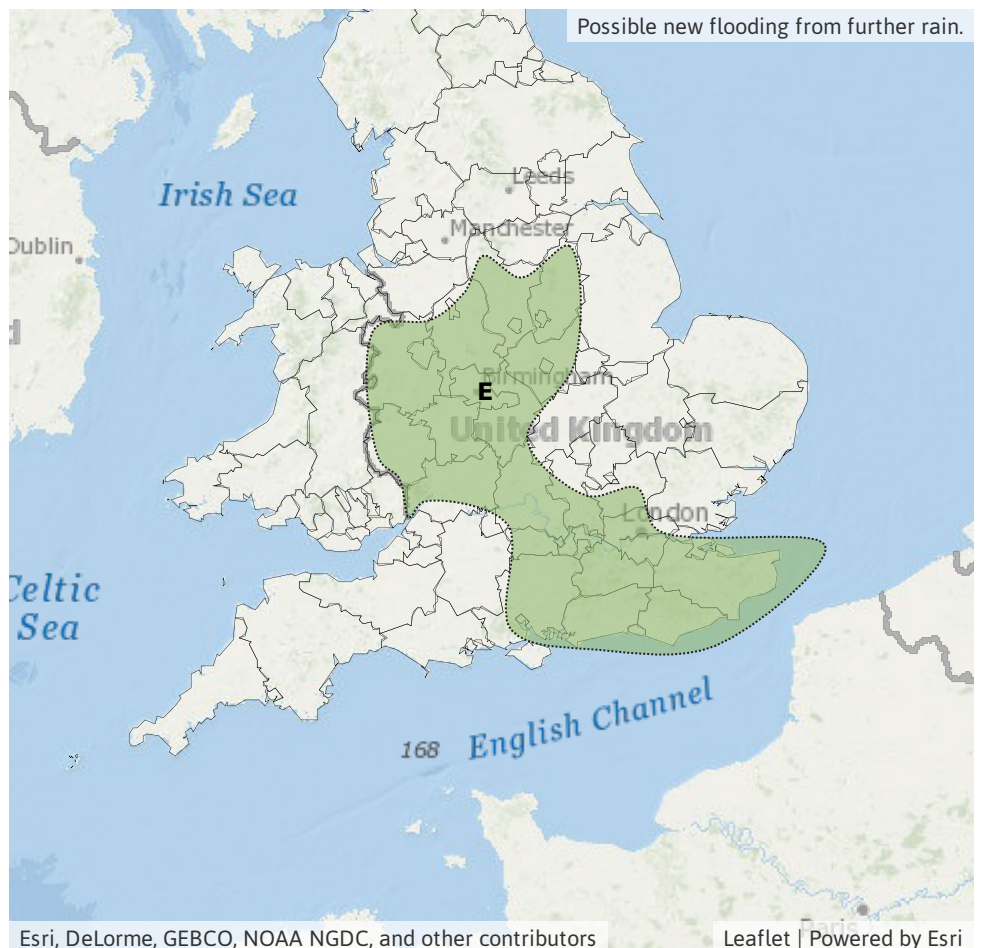 Possible new flooding from further rain.
Leeds
Irish Sea
Manchester
Dublin
d
Birmingham
E
United Kingdom
London
Celtic
Sea
English Channel
168
Paris
Esri, DeLorme, GEBCO, NOAA NGDC, and other contributors
Leaflet | Powered by Esri